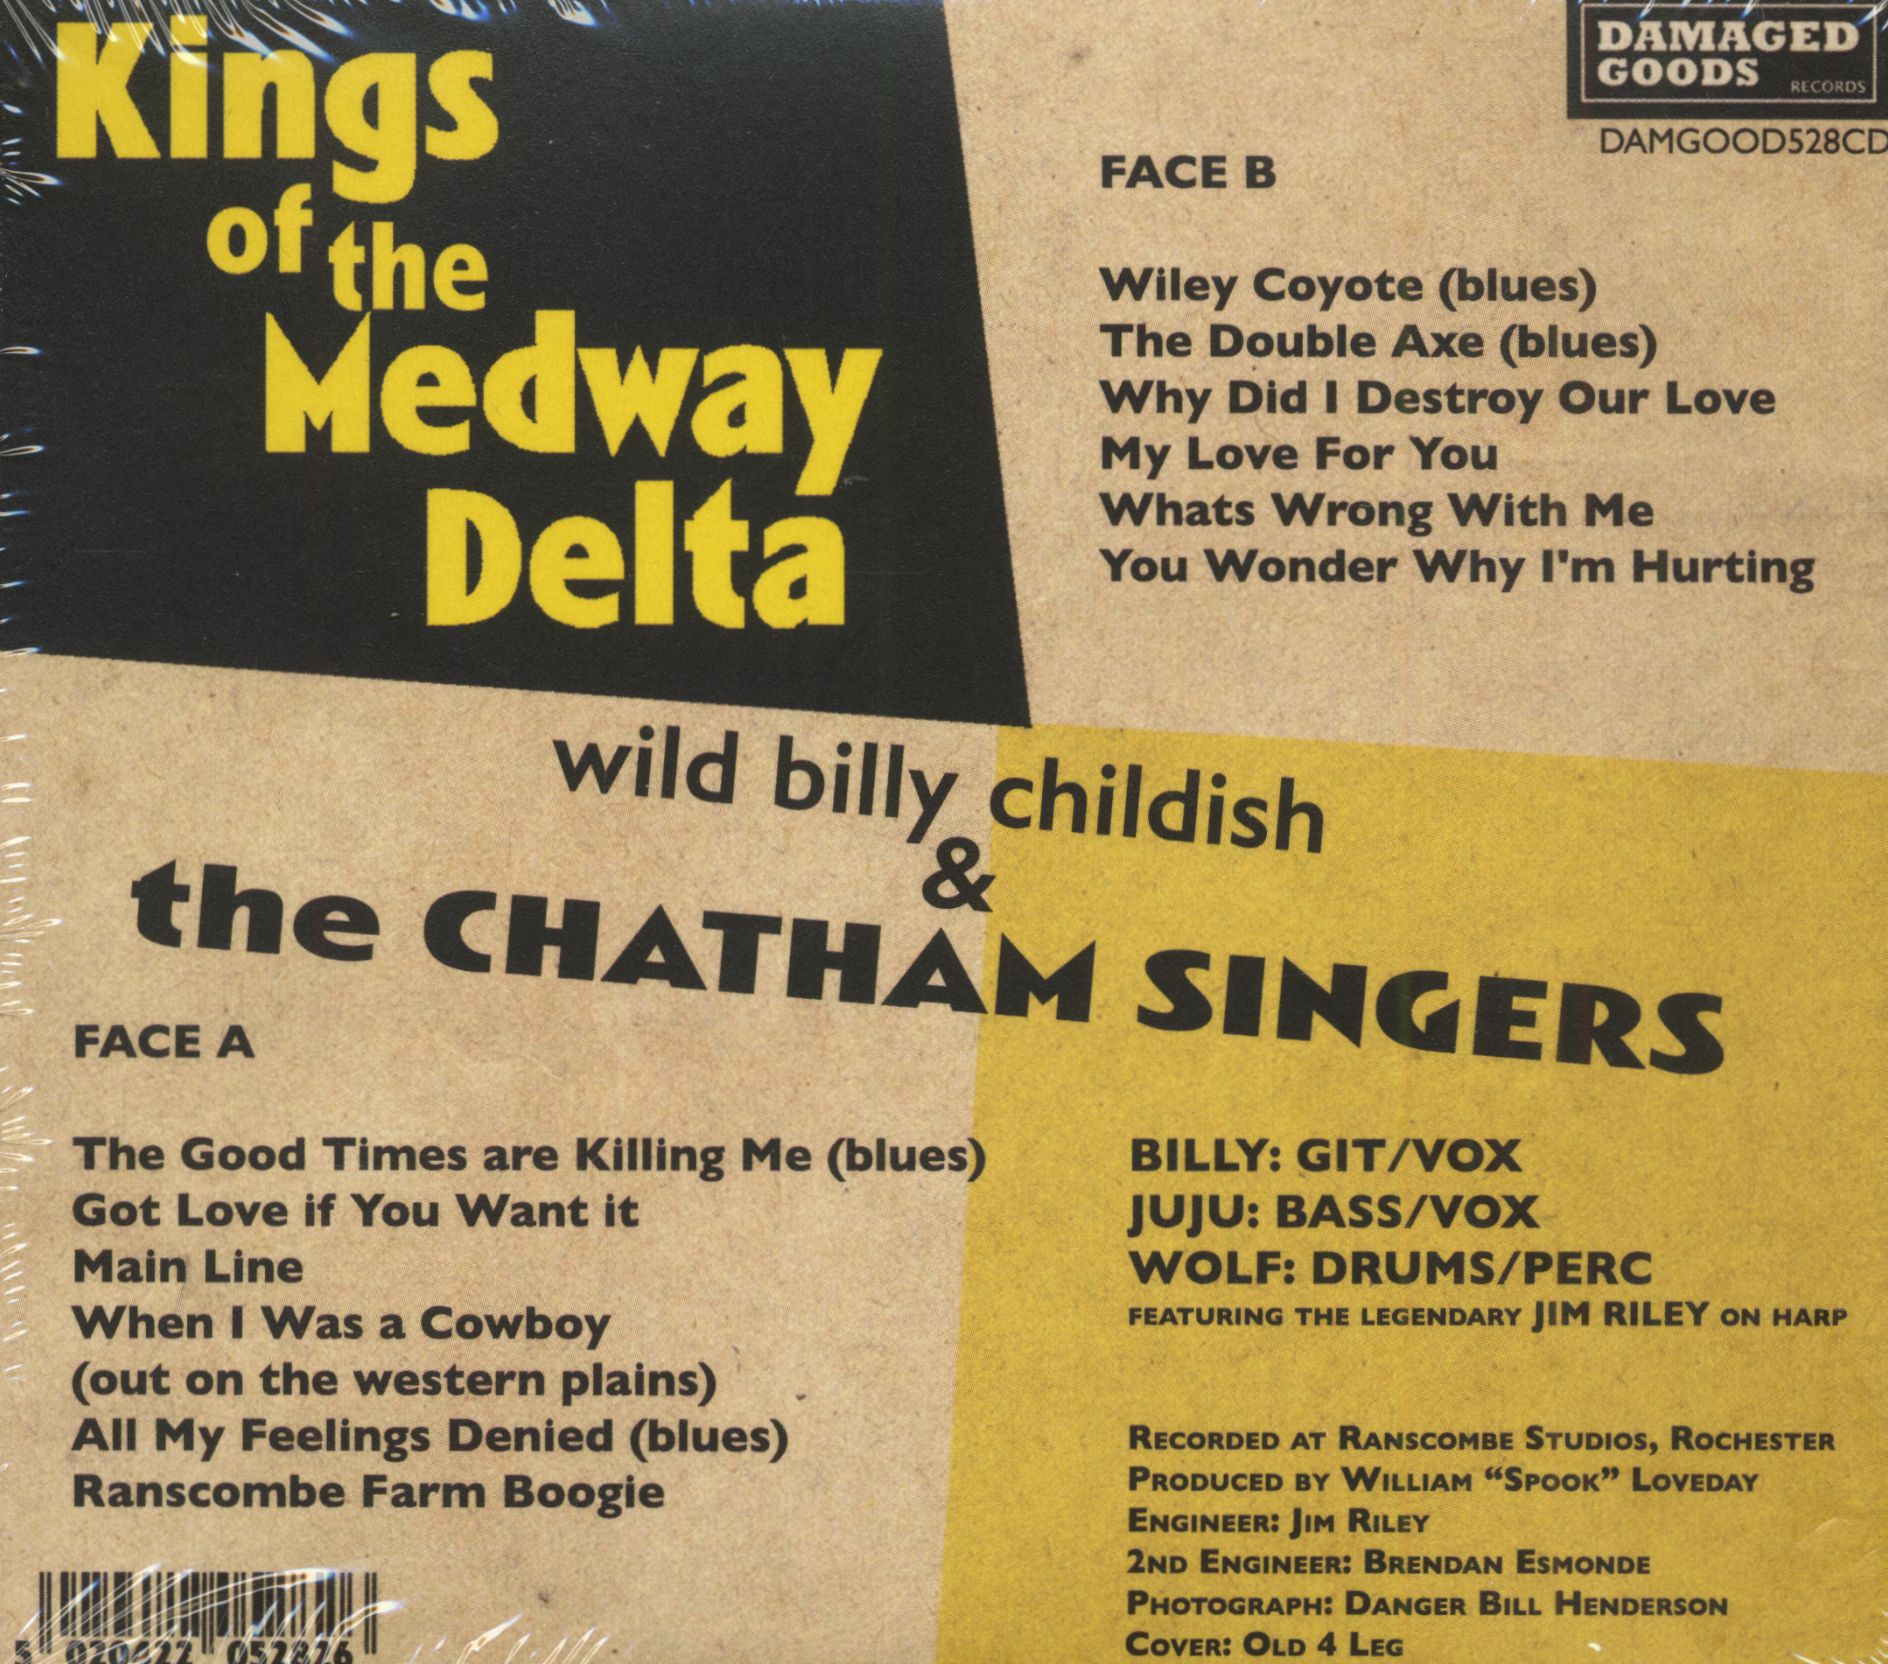 Kings
of the
Medway
Delta
DAMAGED
GOODS
RECORDS
DAMGOOD528CD
FACE B
Wiley Coyote (blues)
The Double Axe (blues)
Why Did I Destroy Our Love
My Love For You
Whats Wrong With Me
You Wonder Why I'm Hurting
wild billy childish
&
the CHATHAM SINGERS
FACE A
The Good Times are Killing Me (blues)
Got Love if You Want it
Main Line
When I Was a Cowboy
(out on the western plains)
All My Feelings Denied (blues)
Ranscombe Farm Boogie
BILLY: GIT/VOX
JUJU: BASS/VOX
WOLF: DRUMS/PERC
FEATURING THE LEGENDARY JIM RILEY ON HARP
RECORDED AT RANSCOMBE STUDIOS, ROCHESTER
PRODUCED BY WILLIAM “SPOOK” LOVEDAY
ENGINEER: JIM RILEY
2ND ENGINEER: BRENDAN ESMONDE
PHOTOGRAPH: DANGER BILL HENDERSON
COVER: OLD 4 LEG
5 020422 052826